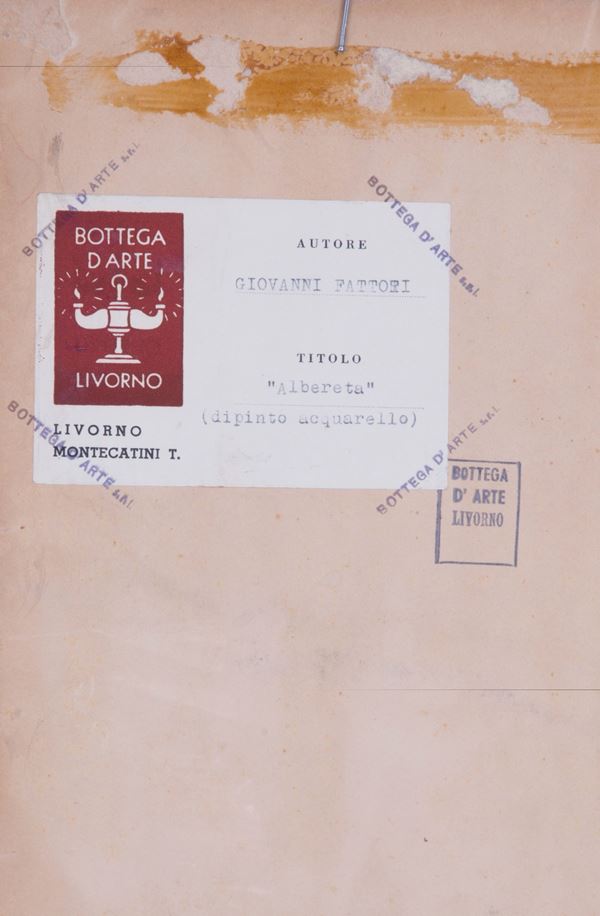 BOTTEGA D'ARTE s.r.l.
BOTTEGA D'ARTE s.r.l.
BOTTEGA
D'ARTE
LIVORNO
LIVORNO
MONTECATINI T.
AUTORE
GIOVANNI FATTORI
TITOLO
"Albereta"
(dipinto acquarello)
BOTTEGA D'ARTE s.r.l.
BOTTEGA D'ARTE s.r.l.
BOTTEGA
D'ARTE
LIVORNO